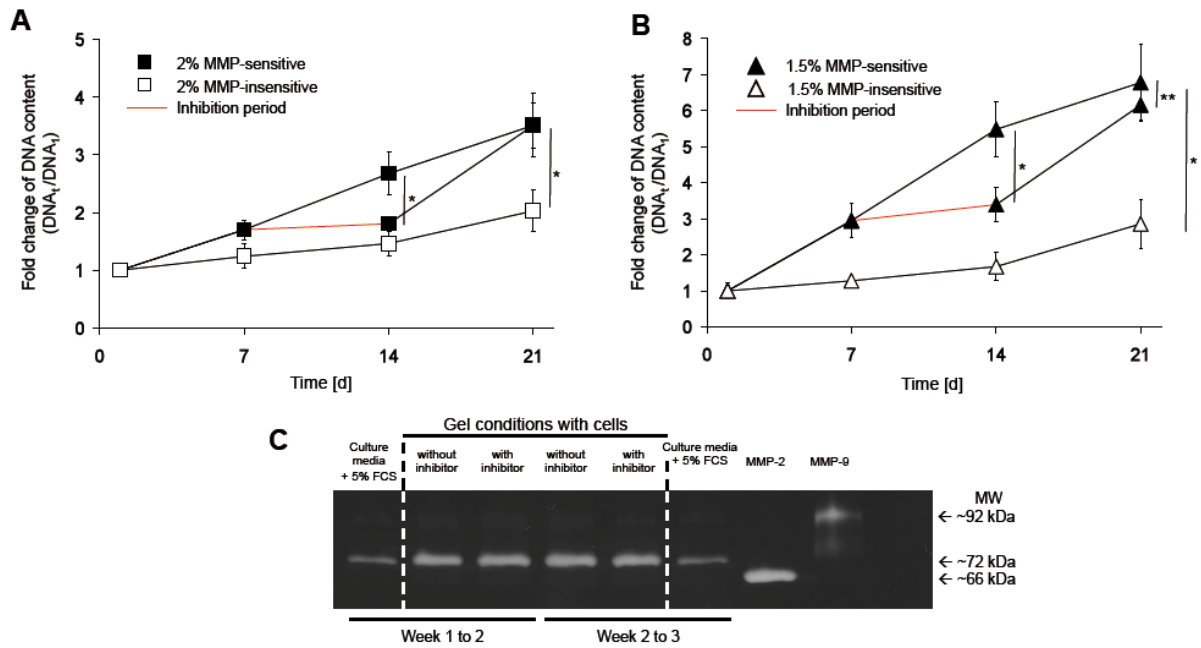 A
5
4
3
2
1
0
Fold change of DNA content
(DNAt/DNA1)
2% MMP-sensitive
2% MMP-insensitive
Inhibition period
*
*
0
7
14
21
Time [d]
B
8
7
6
5
4
3
2
1
0
Fold change of DNA content
(DNAt/DNA1)
1.5% MMP-sensitive
1.5% MMP-insensitive
Inhibition period
*
**
*
0
7
14
21
Time [d]
C
Gel conditions with cells
Culture
media
+ 5% FCS
without
inhibitor
with
inhibitor
without
inhibitor
with
inhibitor
Culture media
+ 5% FCS
MMP-2
MMP-9
MW
← ~92 kDa
← ~72 kDa
← ~66 kDa
Week 1 to 2
Week 2 to 3